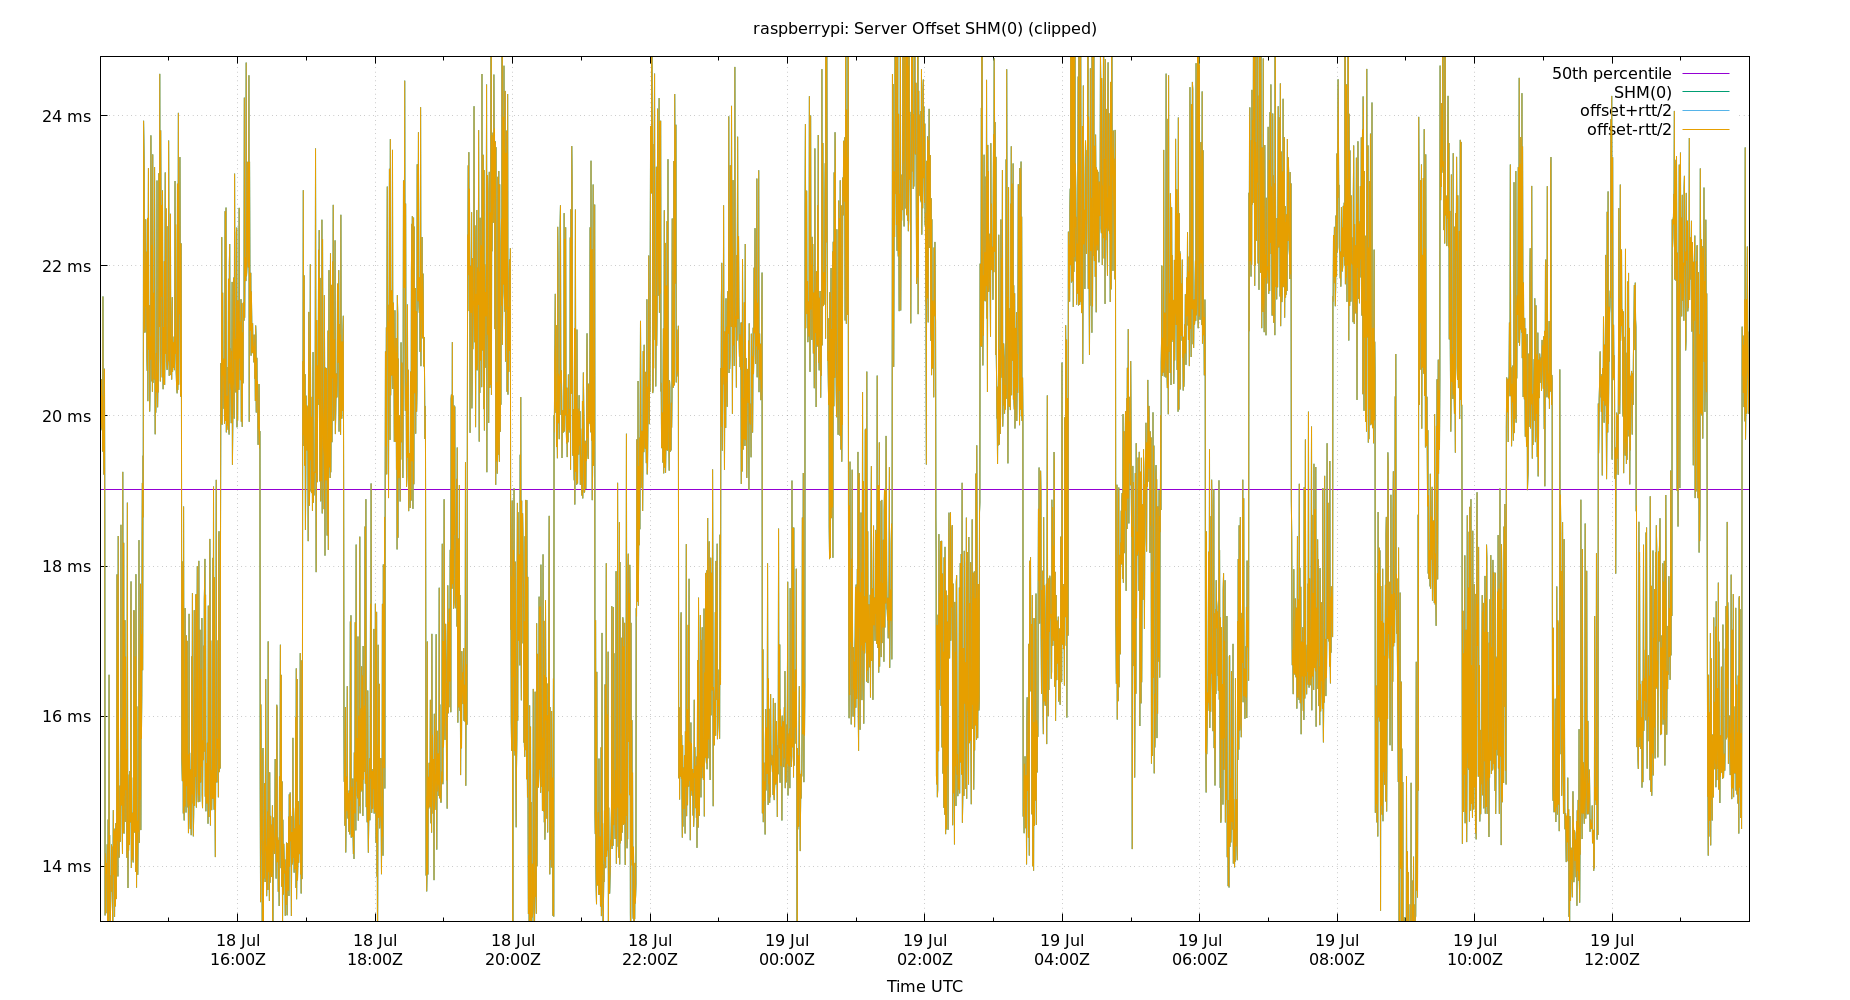 raspberrypi: Server Offset SHM(0) (clipped)
50th percentile
SHM(0)
offset+rtt/2
offset-rtt/2
24 ms
22 ms
20 ms
18 ms
16 ms
14 ms
18 Jul 18 Jul 18 Jul 18 Jul 19 Jul 19 Jul 19 Jul 19 Jul 19 Jul 19 Jul 19 Jul
16:00Z 18:00Z 20:00Z 22:00Z 00:00Z 02:00Z 04:00Z 06:00Z 08:00Z 10:00Z 12:00Z
Time UTC